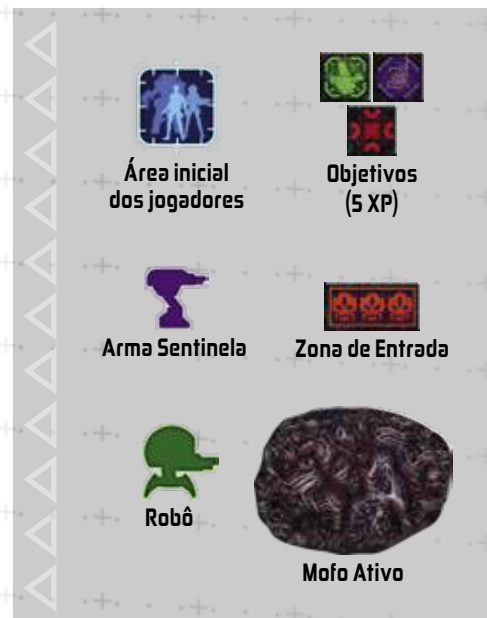 Área inicial
dos jogadores
Objetivos
(5 XP)
Arma Sentinela
Zona de Entrada
Robô
Mofo Ativo